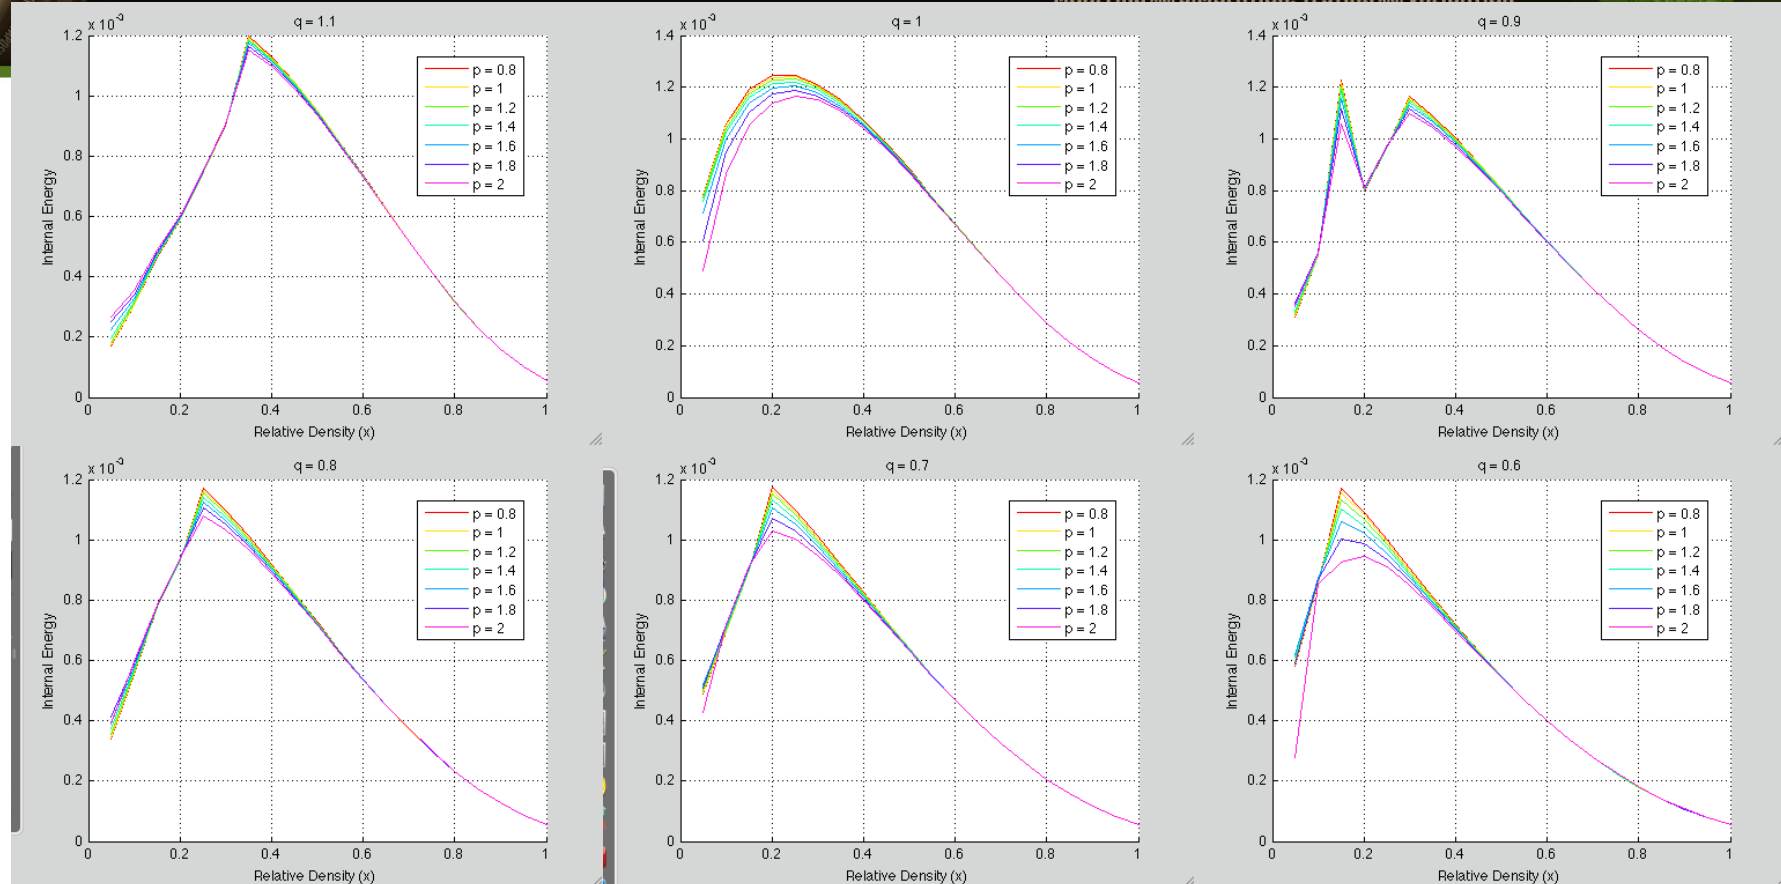 q = 1.1
x 10⁻³
1.2
1
0.8
0.6
0.4
0.2
0
Internal Energy
p = 0.8
p = 1
p = 1.2
p = 1.4
p = 1.6
p = 1.8
p = 2
0 0.2 0.4 0.6 0.8 1
Relative Density (x)
q = 1
x 10⁻³
1.4
1.2
1
0.8
0.6
0.4
0.2
0
Internal Energy
p = 0.8
p = 1
p = 1.2
p = 1.4
p = 1.6
p = 1.8
p = 2
0 0.2 0.4 0.6 0.8 1
Relative Density (x)
q = 0.9
x 10⁻³
1.4
1.2
1
0.8
0.6
0.4
0.2
0
Internal Energy
p = 0.8
p = 1
p = 1.2
p = 1.4
p = 1.6
p = 1.8
p = 2
0 0.2 0.4 0.6 0.8 1
Relative Density (x)
q = 0.8
x 10⁻³
1.2
1
0.8
0.6
0.4
0.2
0
Internal Energy
p = 0.8
p = 1
p = 1.2
p = 1.4
p = 1.6
p = 1.8
p = 2
0 0.2 0.4 0.6 0.8 1
Relative Density (x)
q = 0.7
x 10⁻³
1.2
1
0.8
0.6
0.4
0.2
0
Internal Energy
p = 0.8
p = 1
p = 1.2
p = 1.4
p = 1.6
p = 1.8
p = 2
0 0.2 0.4 0.6 0.8 1
Relative Density (x)
q = 0.6
x 10⁻³
1.2
1
0.8
0.6
0.4
0.2
0
Internal Energy
p = 0.8
p = 1
p = 1.2
p = 1.4
p = 1.6
p = 1.8
p = 2
0 0.2 0.4 0.6 0.8 1
Relative Density (x)